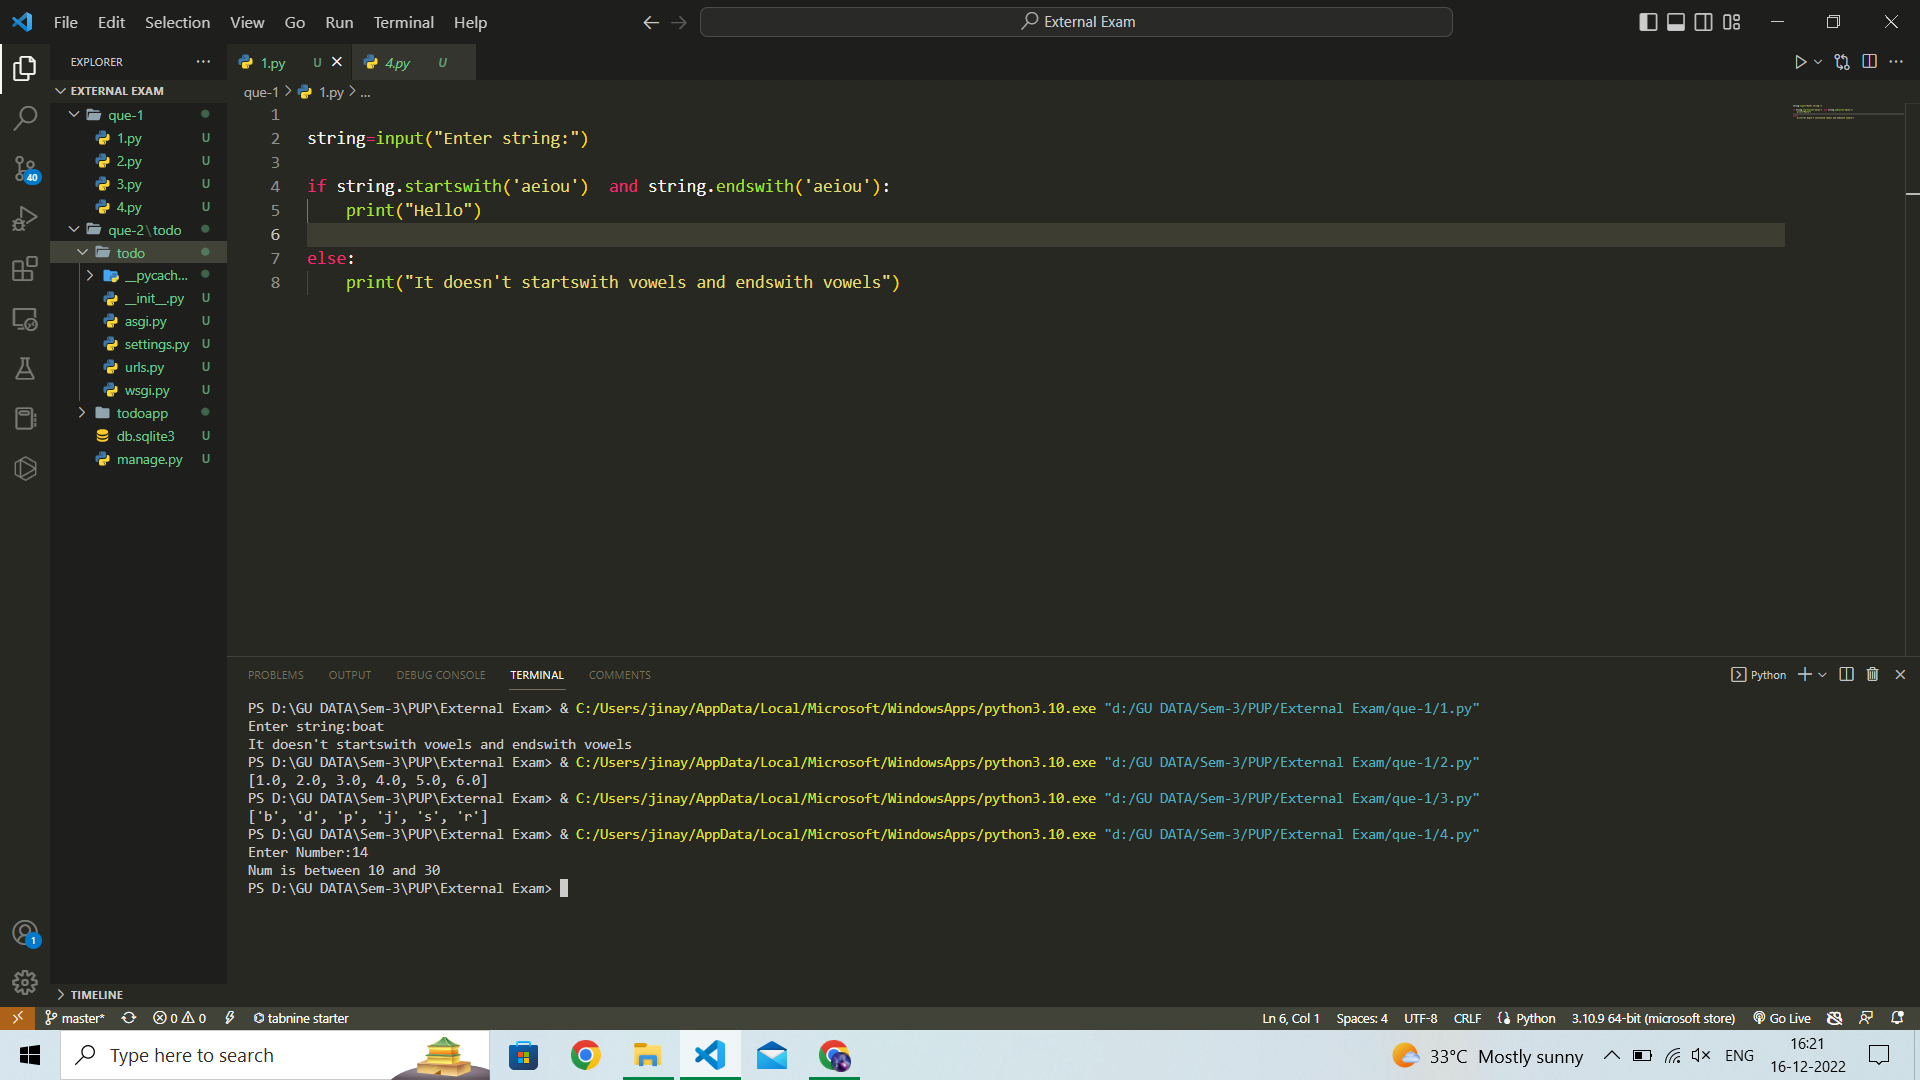 File Edit Selection View Go Run Terminal Help
External Exam
EXPLORER
EXTERNAL EXAM
que-1
1.py U
2.py U
3.py U
4.py U
que-2\todo
todo
__pycach...
__init__.py U
asgi.py U
settings.py U
urls.py U
wsgi.py U
todoapp
db.sqlite3 U
manage.py U
TIMELINE
40
1
1.py U
4.py U
que-1 > 1.py > ...
1
2 string=input("Enter string:")
3
4 if string.startswith('aeiou')  and string.endswith('aeiou'):
5     print("Hello")
6
7 else:
8     print("It doesn't startswith vowels and endswith vowels")
PROBLEMS OUTPUT DEBUG CONSOLE TERMINAL COMMENTS
Python
PS D:\GU DATA\Sem-3\PUP\External Exam> & C:/Users/jinay/AppData/Local/Microsoft/WindowsApps/python3.10.exe "d:/GU DATA/Sem-3/PUP/External Exam/que-1/1.py"
Enter string:boat
It doesn't startswith vowels and endswith vowels
PS D:\GU DATA\Sem-3\PUP\External Exam> & C:/Users/jinay/AppData/Local/Microsoft/WindowsApps/python3.10.exe "d:/GU DATA/Sem-3/PUP/External Exam/que-1/2.py"
[1.0, 2.0, 3.0, 4.0, 5.0, 6.0]
PS D:\GU DATA\Sem-3\PUP\External Exam> & C:/Users/jinay/AppData/Local/Microsoft/WindowsApps/python3.10.exe "d:/GU DATA/Sem-3/PUP/External Exam/que-1/3.py"
['b', 'd', 'p', 'j', 's', 'r']
PS D:\GU DATA\Sem-3\PUP\External Exam> & C:/Users/jinay/AppData/Local/Microsoft/WindowsApps/python3.10.exe "d:/GU DATA/Sem-3/PUP/External Exam/que-1/4.py"
Enter Number:14
Num is between 10 and 30
PS D:\GU DATA\Sem-3\PUP\External Exam>
master* 0 0 tabnine starter
Ln 6, Col 1 Spaces: 4 UTF-8 CRLF Python 3.10.9 64-bit (microsoft store) Go Live
Type here to search
33°C Mostly sunny
ENG
16:21
16-12-2022